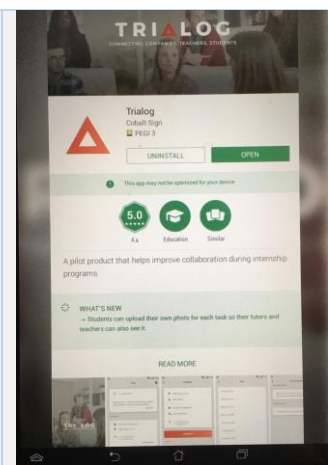 TRIALOG
CONNECTING COMPANIES, TEACHERS, STUDENTS
Trialog
Cobalt Sign
PEGI 3
UNINSTALL
OPEN
This app may not be optimized for your device
5.0
Education
Similar
A pilot product that helps improve collaboration during internship
programs.
WHAT'S NEW
→ Students can upload their own photo for each task so their tutors and
teachers can also see it.
READ MORE
TRIALOG